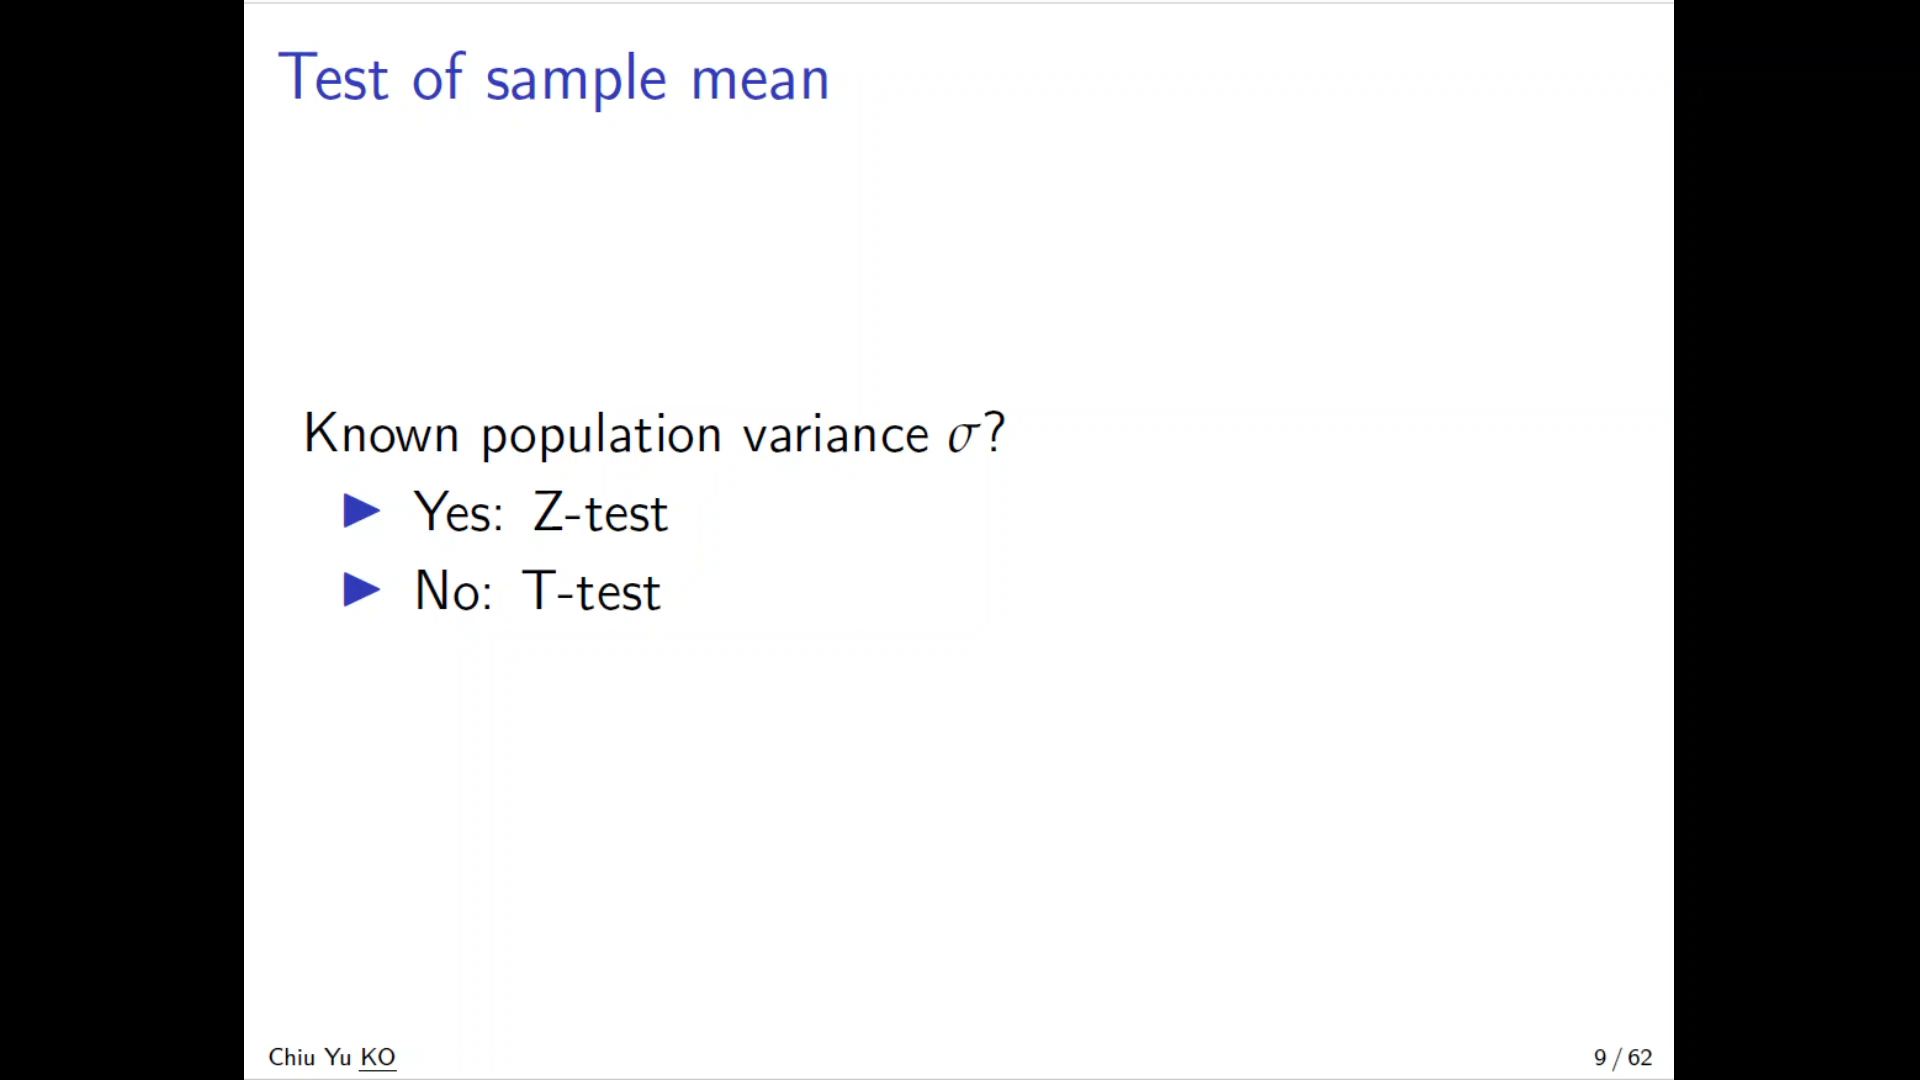 Test of sample mean
Known population variance σ?
▶ Yes: Z-test
▶ No: T-test
Chiu Yu KO
9 / 62